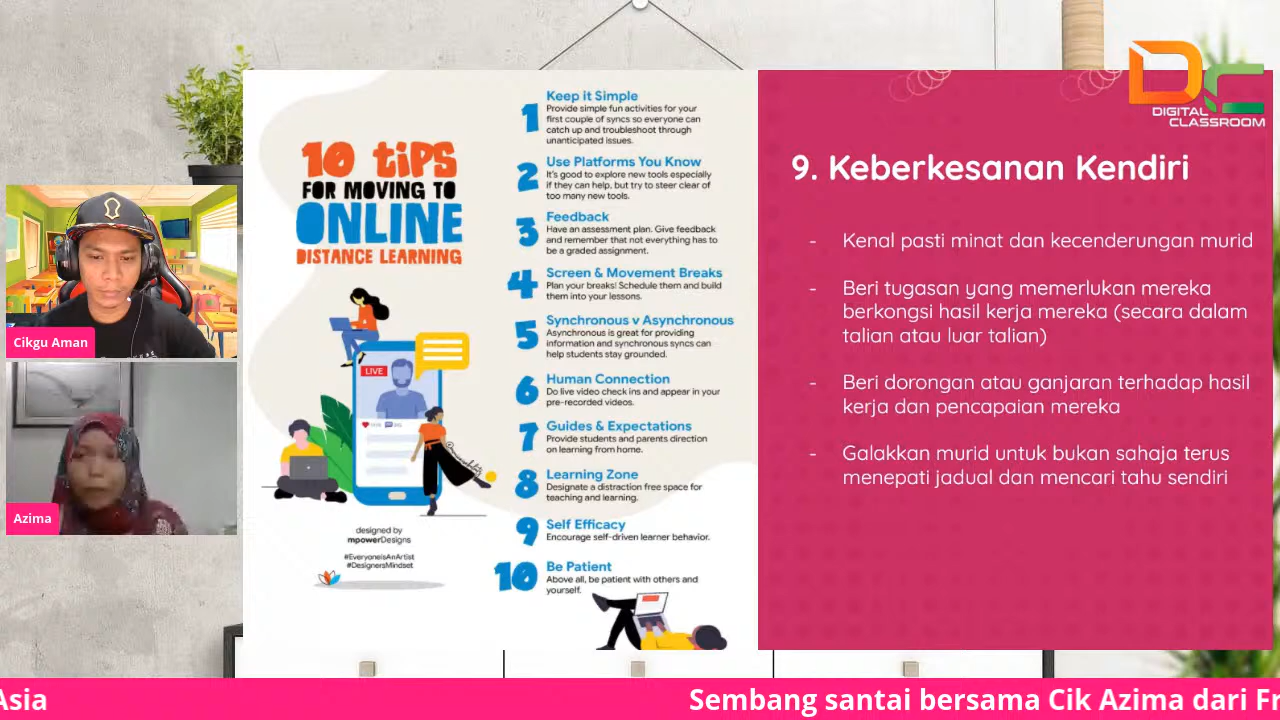 DIGITAL
CLASSROOM
Cikgu Aman
Azima
10 TIPS
FOR MOVING TO
ONLINE
DISTANCE LEARNING
LIVE
designed by
mpowerDesigns
#EveryoneIsAnArtist
#DesignersMindset
1
Keep it Simple
Provide simple fun activities for your
first couple of syncs so everyone can
catch up and troubleshoot through
unanticipated issues.
2
Use Platforms You Know
It's good to explore new tools especially
if they can help, but try to steer clear of
too many new tools.
3
Feedback
Have an assessment plan. Give feedback
and remember that not everything has to
be a graded assignment.
4
Screen & Movement Breaks
Plan your breaks! Schedule them and build
them into your lessons.
5
Synchronous v Asynchronous
Asynchronous is great for providing
information and synchronous syncs can
help students stay grounded.
6
Human Connection
Do live video check ins and appear in your
pre-recorded videos.
7
Guides & Expectations
Provide students and parents direction
on learning from home.
8
Learning Zone
Designate a distraction free space for
teaching and learning.
9
Self Efficacy
Encourage self-driven learner behavior.
10
Be Patient
Above all, be patient with others and
yourself.
9. Keberkesanan Kendiri
- Kenal pasti minat dan kecenderungan murid
- Beri tugasan yang memerlukan mereka
berkongsi hasil kerja mereka (secara dalam
talian atau luar talian)
- Beri dorongan atau ganjaran terhadap hasil
kerja dan pencapaian mereka
- Galakkan murid untuk bukan sahaja terus
menepati jadual dan mencari tahu sendiri
Asia
Sembang santai bersama Cik Azima dari Fr